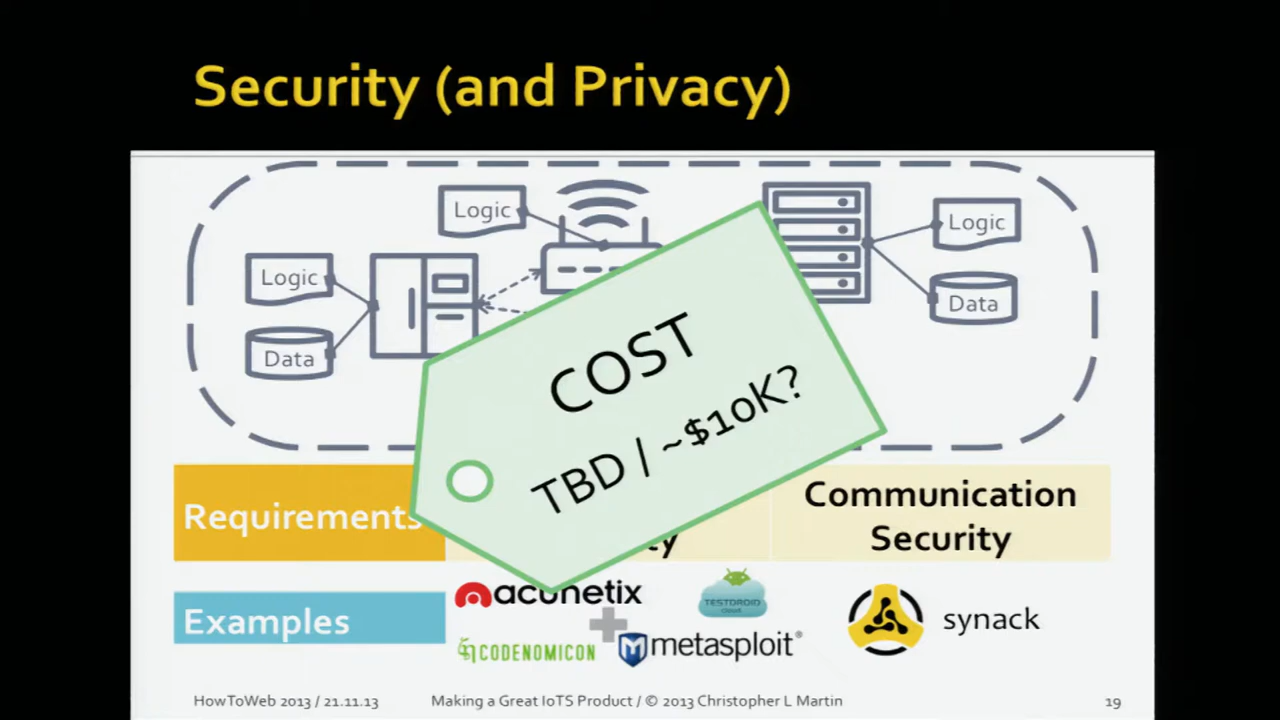 Security (and Privacy)
Logic
Logic
Logic
Data
Data
COST
TBD / ~$10K?
Requirements
Communication
Security
Examples
acunetix
TESTDROID
cloud
synack
CODENOMICON
metasploit®
HowToWeb 2013 / 21.11.13
Making a Great IoTS Product / © 2013 Christopher L Martin
19